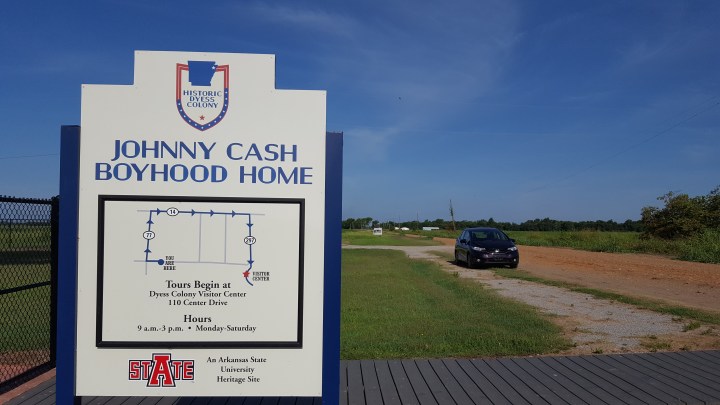 HISTORIC
DYESS
COLONY
JOHNNY CASH
BOYHOOD HOME
14
77
297
YOU
ARE
HERE
VISITOR
CENTER
Tours Begin at
Dyess Colony Visitor Center
110 Center Drive
Hours
9 a.m.-3 p.m. • Monday-Saturday
STATE
An Arkansas State
University
Heritage Site